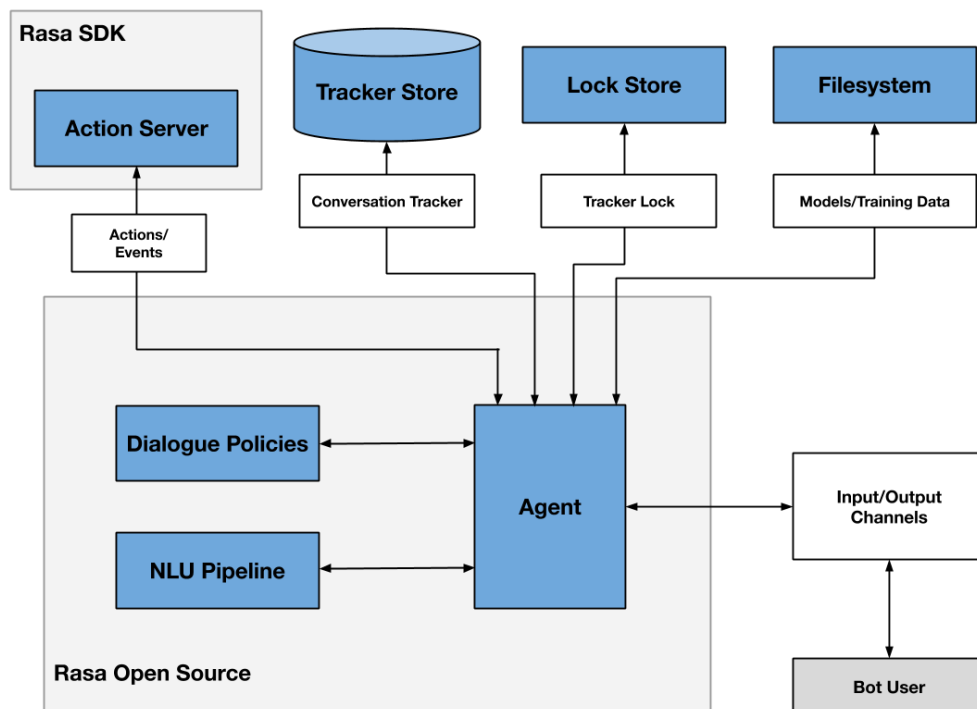 Rasa SDK
Action Server
Tracker Store
Lock Store
Filesystem
Actions/
Events
Conversation Tracker
Tracker Lock
Models/Training Data
Dialogue Policies
NLU Pipeline
Agent
Input/Output
Channels
Rasa Open Source
Bot User